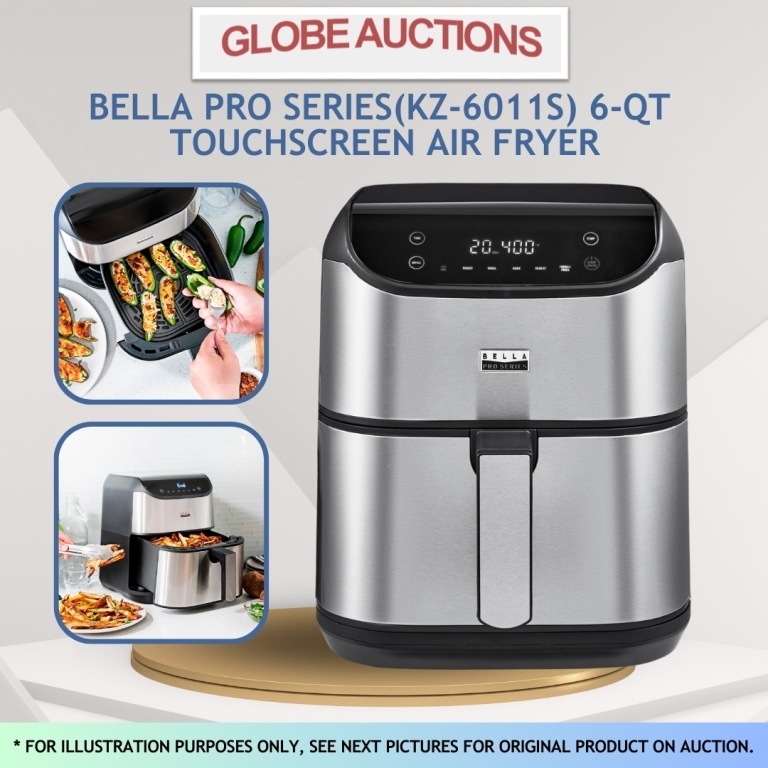 GLOBE AUCTIONS
BELLA PRO SERIES(KZ-6011S) 6-QT
TOUCHSCREEN AIR FRYER
20 400
BELLA
PRO SERIES
* FOR ILLUSTRATION PURPOSES ONLY, SEE NEXT PICTURES FOR ORIGINAL PRODUCT ON AUCTION.